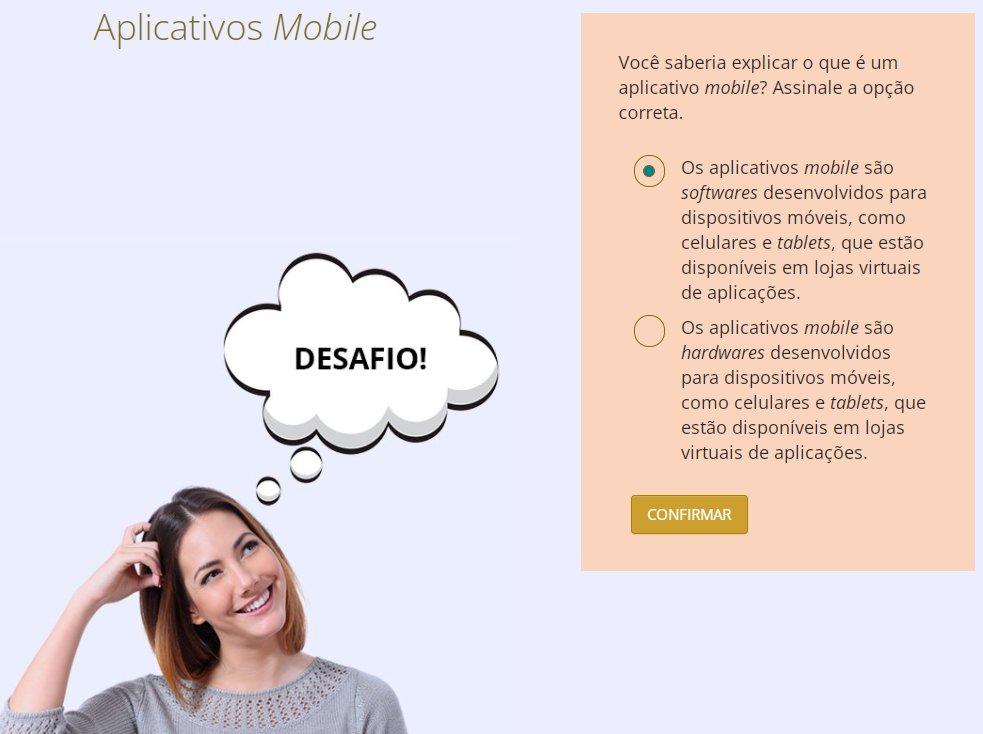 Aplicativos Mobile
Você saberia explicar o que é um
aplicativo mobile? Assinale a opção
correta.
Os aplicativos mobile são
softwares desenvolvidos para
dispositivos móveis, como
celulares e tablets, que estão
disponíveis em lojas virtuais
de aplicações.
Os aplicativos mobile são
hardwares desenvolvidos
para dispositivos móveis,
como celulares e tablets, que
estão disponíveis em lojas
virtuais de aplicações.
CONFIRMAR
DESAFIO!